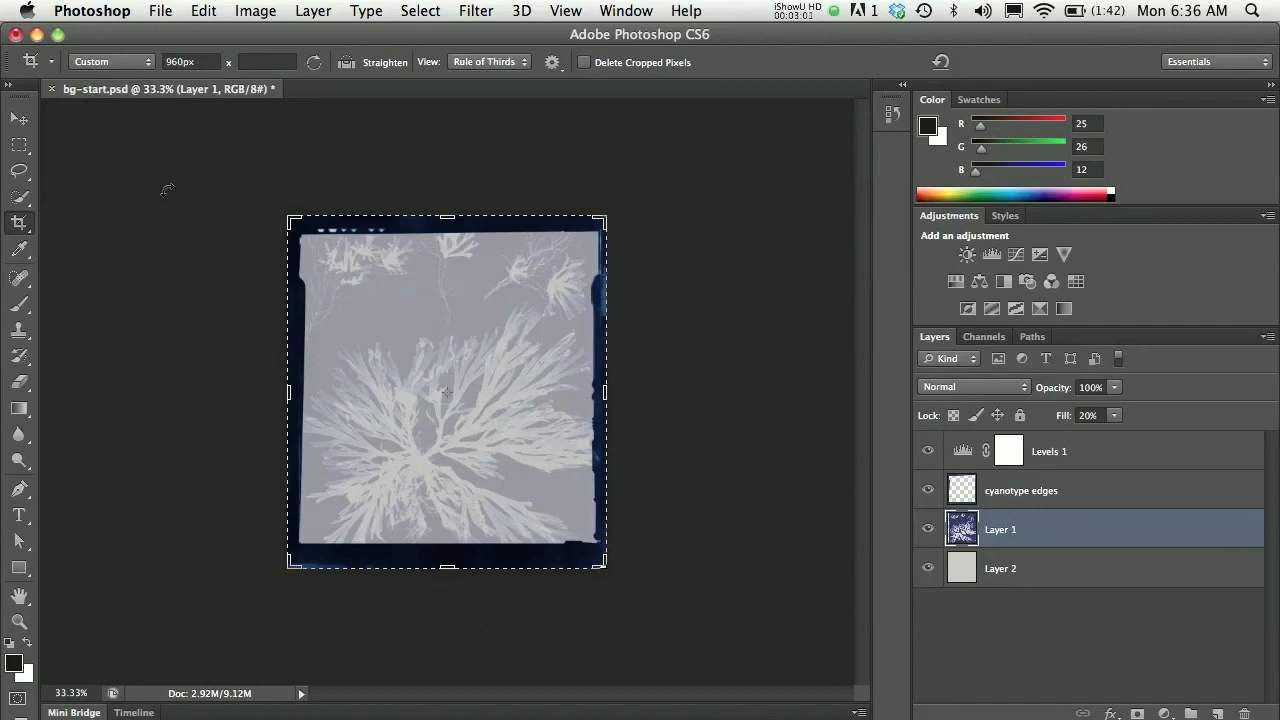 Photoshop File Edit Image Layer Type Select Filter 3D View Window Help iShowU HD 00:03:01 1 (1:42) Mon 6:36 AM
Adobe Photoshop CS6
Custom 960px x Straighten View: Rule of Thirds Delete Cropped Pixels Essentials
bg-start.psd @ 33.3% (Layer 1, RGB/8#) *
Color Swatches
R 25
G 26
B 12
Adjustments Styles
Add an adjustment
Layers Channels Paths
Kind
Normal Opacity: 100%
Lock: Fill: 20%
Levels 1
cyanotype edges
Layer 1
Layer 2
33.33% Doc: 2.92M/9.12M
Mini Bridge Timeline